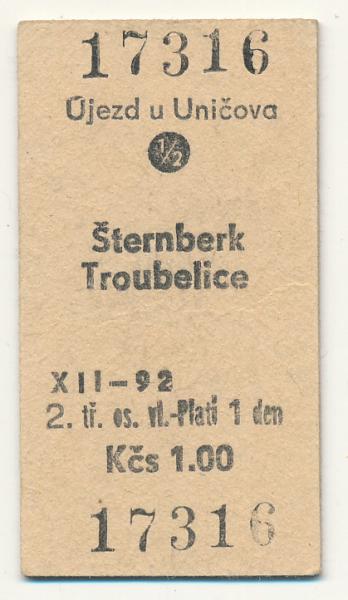 17316
Újezd u Uničova
1/2
Šternberk
Troubelice
XII-92
2. tř. os. vl.-Platí 1 den
Kčs 1.00
17316